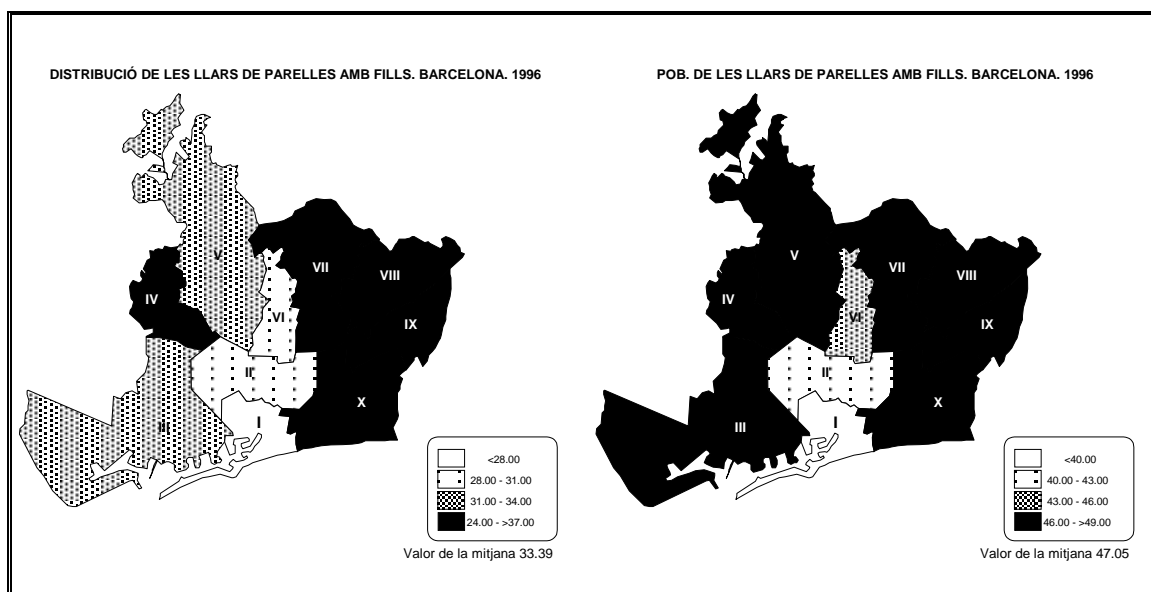 DISTRIBUCIÓ DE LES LLARS DE PARELLES AMB FILLS. BARCELONA. 1996
V
VII
VIII
IV
VI
IX
II
X
III
I
<28.00
28.00 - 31.00
31.00 - 34.00
24.00 - >37.00
Valor de la mitjana 33.39
POB. DE LES LLARS DE PARELLES AMB FILLS. BARCELONA. 1996
V
VII
VIII
IV
VI
IX
II
X
III
I
<40.00
40.00 - 43.00
43.00 - 46.00
46.00 - >49.00
Valor de la mitjana 47.05